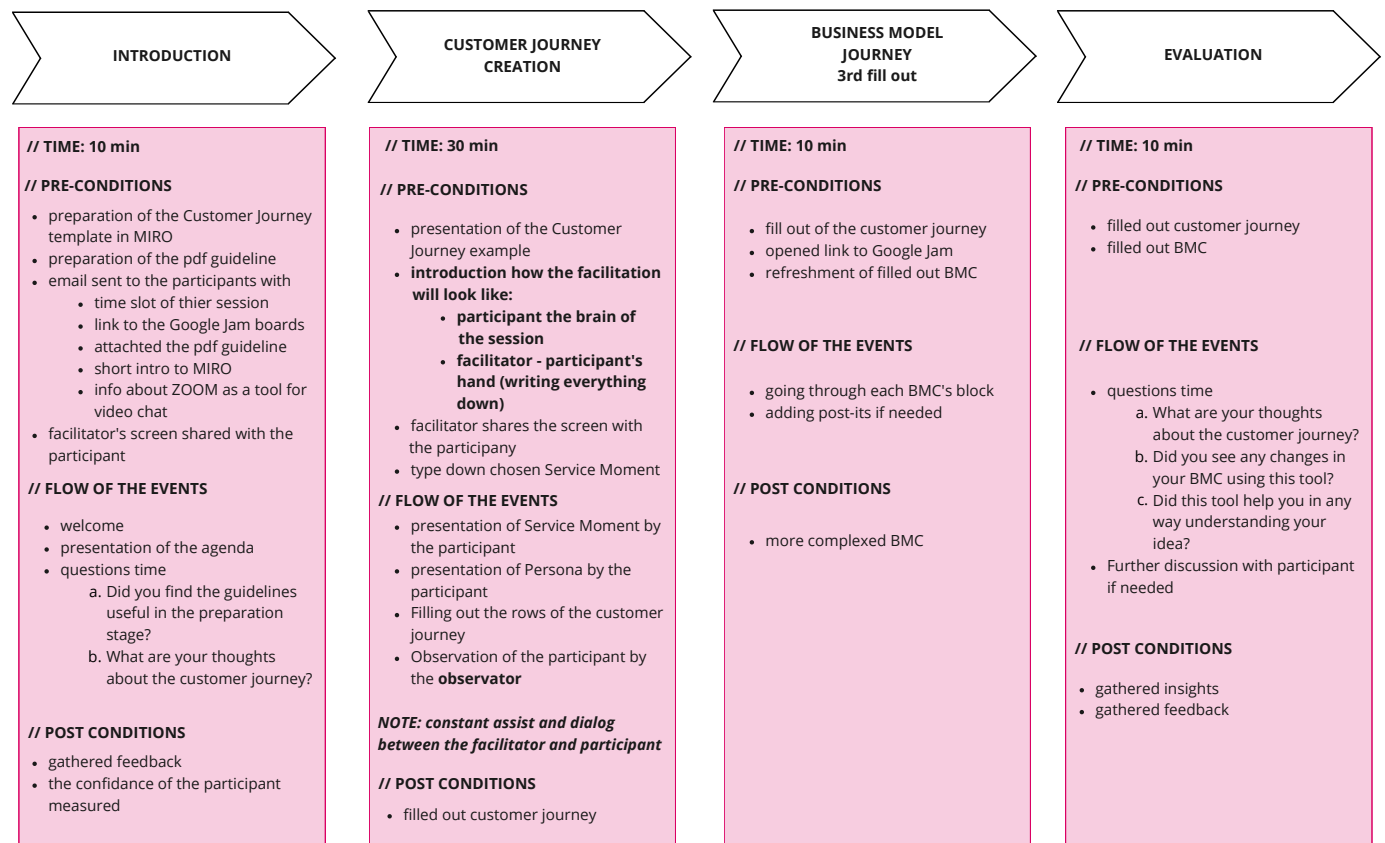 INTRODUCTION
CUSTOMER JOURNEY
CREATION
BUSINESS MODEL
JOURNEY
3rd fill out
EVALUATION
// TIME: 10 min
// PRE-CONDITIONS
• preparation of the Customer Journey
template in MIRO
• preparation of the pdf guideline
• email sent to the participants with
• time slot of thier session
• link to the Google Jam boards
• attachted the pdf guideline
• short intro to MIRO
• info about ZOOM as a tool for
video chat
• facilitator's screen shared with the
participant
// FLOW OF THE EVENTS
• welcome
• presentation of the agenda
• questions time
a. Did you find the guidelines
useful in the preparation
stage?
b. What are your thoughts
about the customer journey?
// POST CONDITIONS
• gathered feedback
• the confidance of the participant
measured
// TIME: 30 min
// PRE-CONDITIONS
• presentation of the Customer
Journey example
• introduction how the facilitation
will look like:
• participant the brain of
the session
• facilitator - participant's
hand (writing everything
down)
• facilitator shares the screen with
the participany
• type down chosen Service Moment
// FLOW OF THE EVENTS
• presentation of Service Moment by
the participant
• presentation of Persona by the
participant
• Filling out the rows of the customer
journey
• Observation of the participant by
the observator
NOTE: constant assist and dialog
between the facilitator and participant
// POST CONDITIONS
• filled out customer journey
// TIME: 10 min
// PRE-CONDITIONS
• fill out of the customer journey
• opened link to Google Jam
• refreshment of filled out BMC
// FLOW OF THE EVENTS
• going through each BMC's block
• adding post-its if needed
// POST CONDITIONS
• more complexed BMC
// TIME: 10 min
// PRE-CONDITIONS
• filled out customer journey
• filled out BMC
// FLOW OF THE EVENTS
• questions time
a. What are your thoughts
about the customer journey?
b. Did you see any changes in
your BMC using this tool?
c. Did this tool help you in any
way understanding your
idea?
• Further discussion with participant
if needed
// POST CONDITIONS
• gathered insights
• gathered feedback